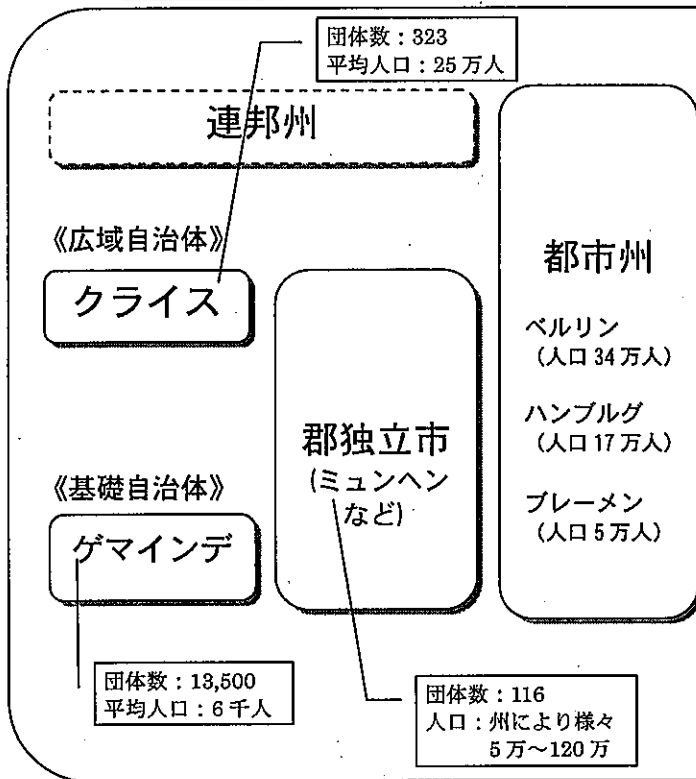 団体数：323
平均人口：25万人
連邦州
《広域自治体》
クライス
都市州
ベルリン
（人口34万人）
ハンブルグ
（人口17万人）
ブレーメン
（人口5万人）
郡独立市
(ミュンヘン
など)
《基礎自治体》
ゲマインデ
団体数：13,500
平均人口：6千人
団体数：116
人口：州により様々
5万～120万